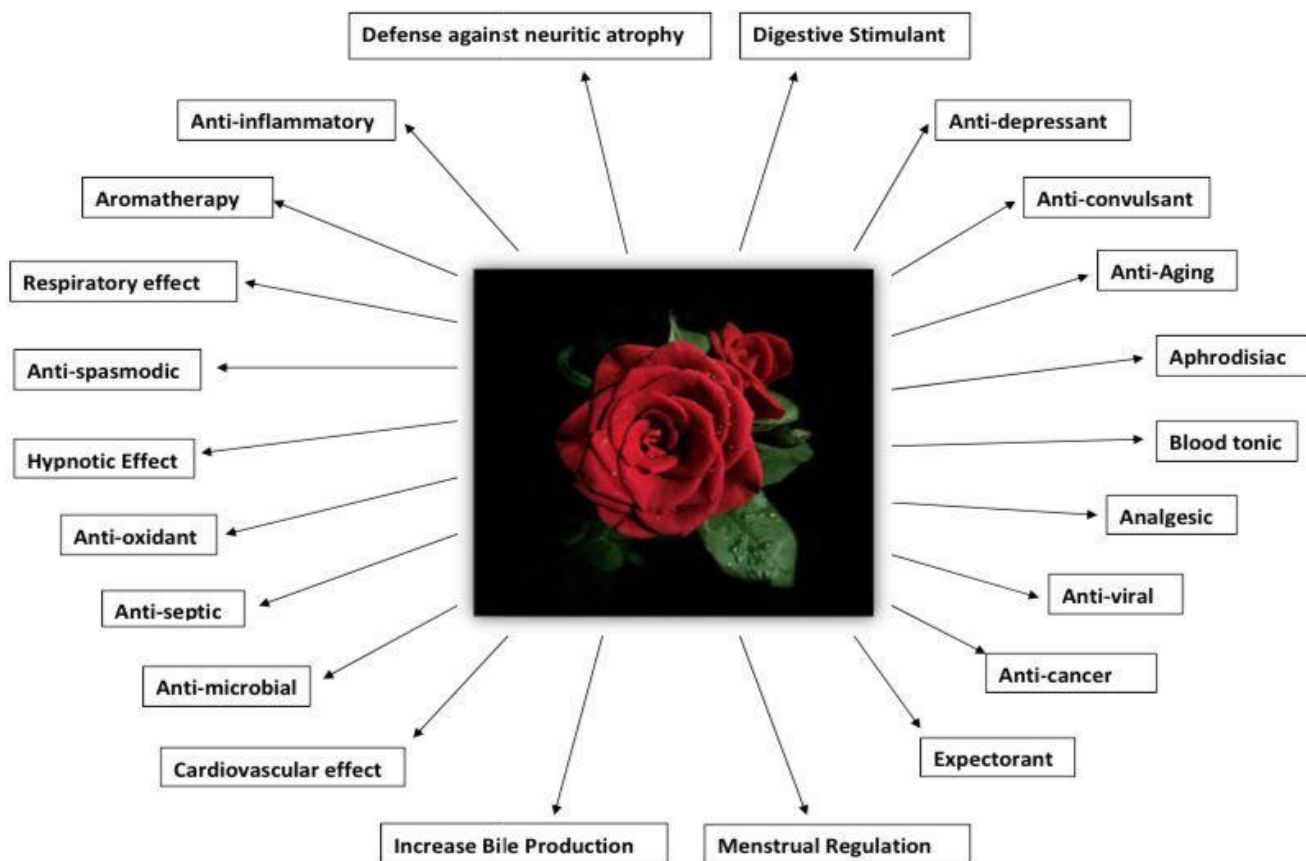 Defense against neuritic atrophy
Digestive Stimulant
Anti-inflammatory
Anti-depressant
Aromatherapy
Anti-convulsant
Respiratory effect
Anti-Aging
Anti-spasmodic
Aphrodisiac
Hypnotic Effect
Blood tonic
Anti-oxidant
Analgesic
Anti-septic
Anti-viral
Anti-microbial
Anti-cancer
Cardiovascular effect
Expectorant
Increase Bile Production
Menstrual Regulation